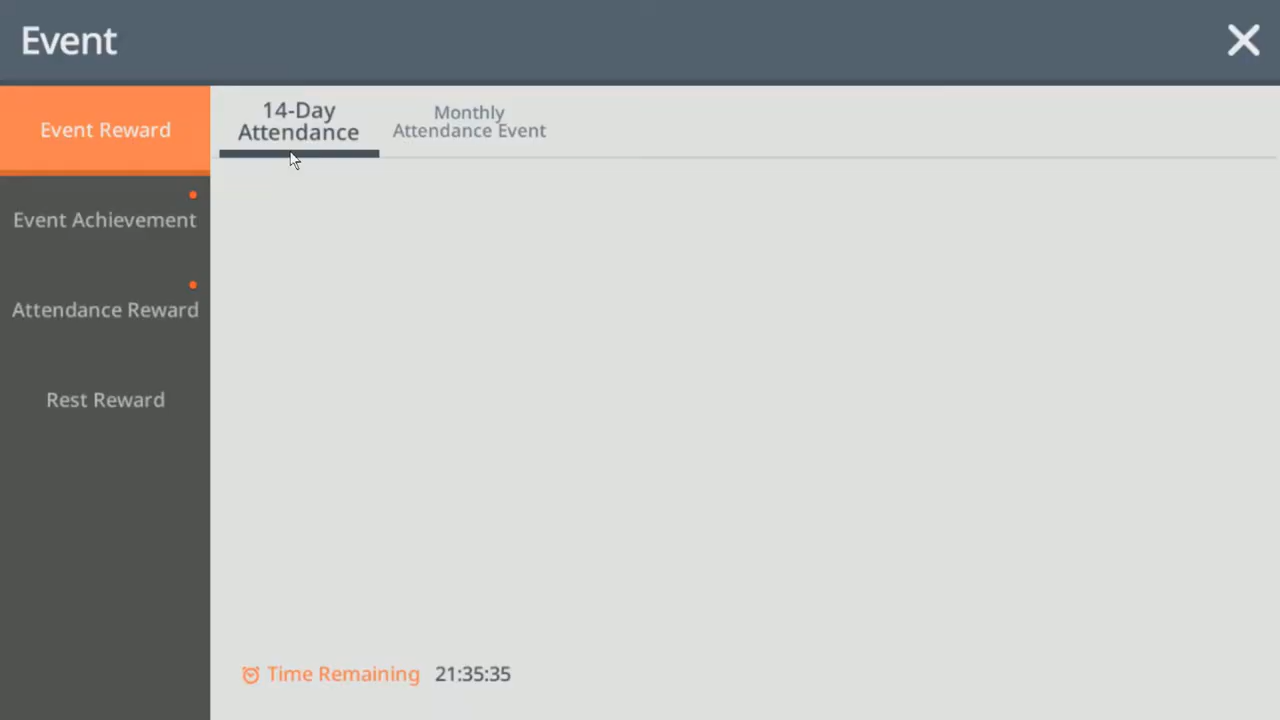 Event
Event Reward
Event Achievement
Attendance Reward
Rest Reward
14-Day
Attendance
Monthly
Attendance Event
Time Remaining 21:35:35